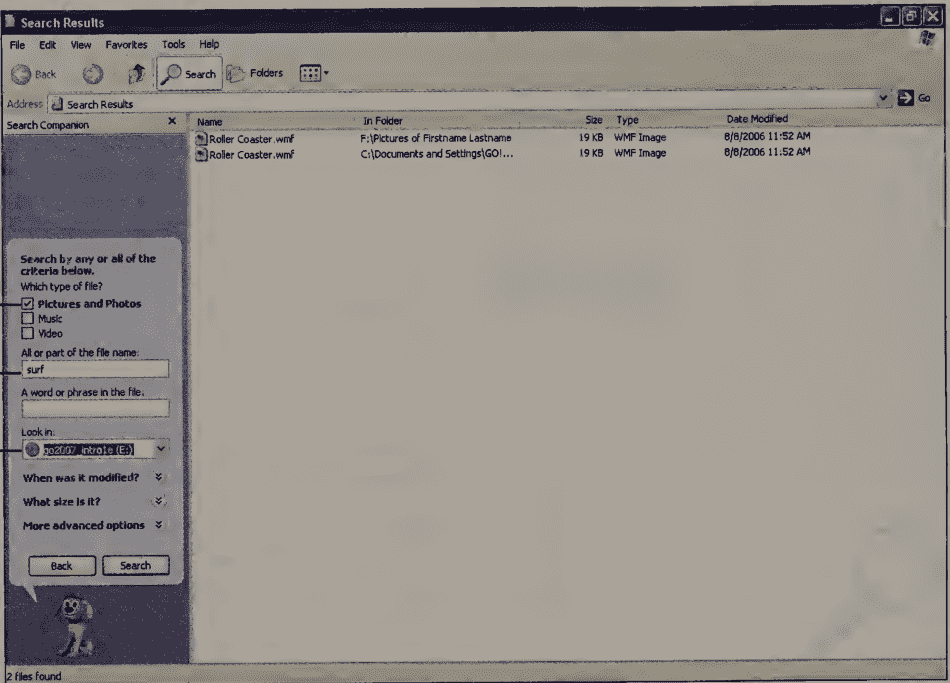 Search Results
File Edit View Favorites Tools Help
Back Search Folders
Address Search Results Go
Search Companion
Name In Folder Size Type Date Modified
Roller Coaster.wmf F:\Pictures of Firstname Lastname 19 KB WMF Image 8/8/2006 11:52 AM
Roller Coaster.wmf C:\Documents and Settings\GO!... 19 KB WMF Image 8/8/2006 11:52 AM
Search by any or all of the
criteria below.
Which type of file?
Pictures and Photos
Music
Video
All or part of the file name:
surf
A word or phrase in the file:
Look in:
go2007_intro1e (E:)
When was it modified?
What size is it?
More advanced options
Back Search
2 files found